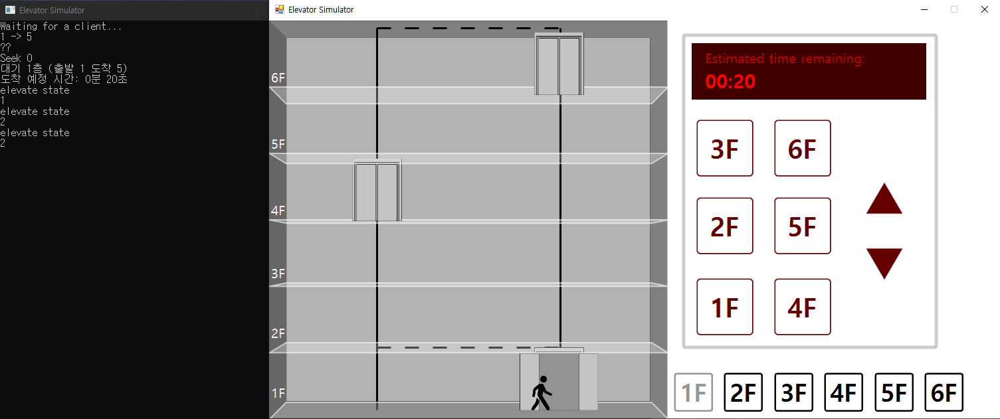 Elevator Simulator
Waiting for a client...
1 -> 5
??
Seek 0
대기 1층 (출발 1 도착 5)
도착 예정 시간: 0분 20초
elevate state
1
elevate state
2
elevate state
2
Elevator Simulator
6F
5F
4F
3F
2F
1F
Estimated time remaining:
00:20
3F 6F
2F 5F
1F 4F
1F 2F 3F 4F 5F 6F